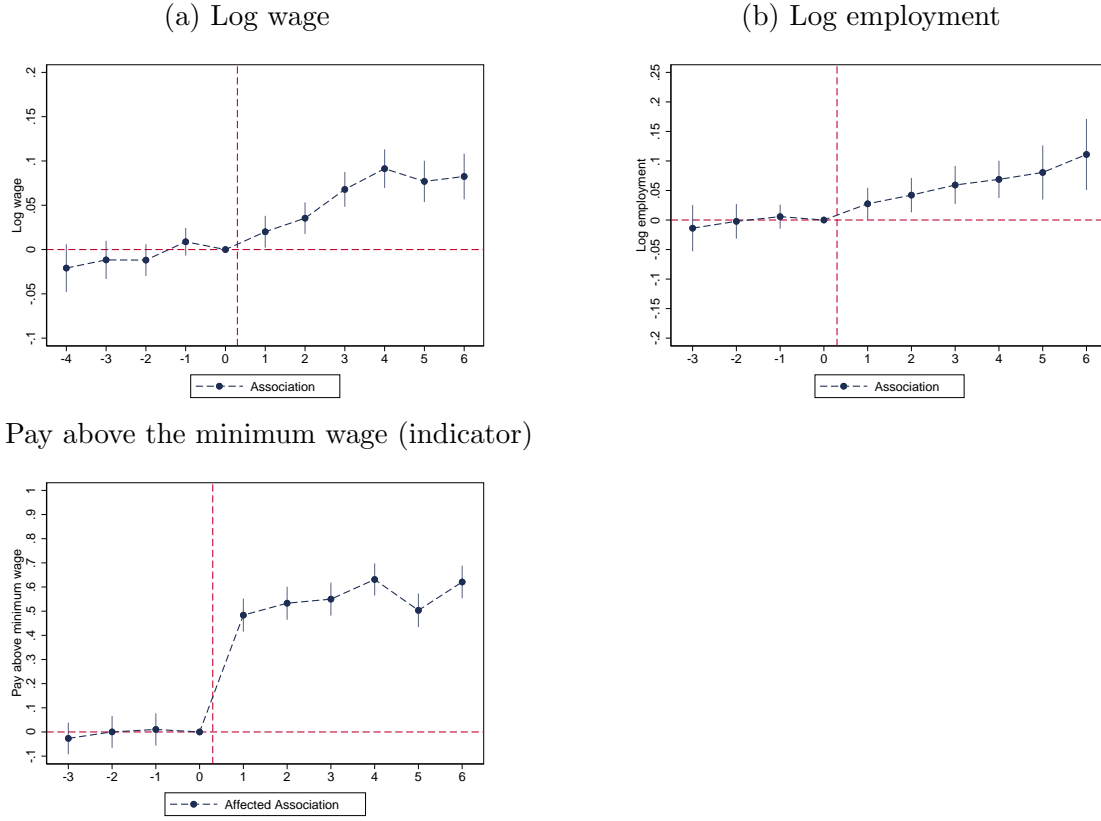 (a) Log wage
Log wage
.2
.15
.1
.05
0
-.05
-.1
-4 -3 -2 -1 0 1 2 3 4 5 6
Association
(b) Log employment
Log employment
.25
.2
.15
.1
.05
0
-.05
-.1
-.15
-.2
-3 -2 -1 0 1 2 3 4 5 6
Association
Pay above the minimum wage (indicator)
Pay above minimum wage
1
.9
.8
.7
.6
.5
.4
.3
.2
.1
0
-.1
-3 -2 -1 0 1 2 3 4 5 6
Affected Association